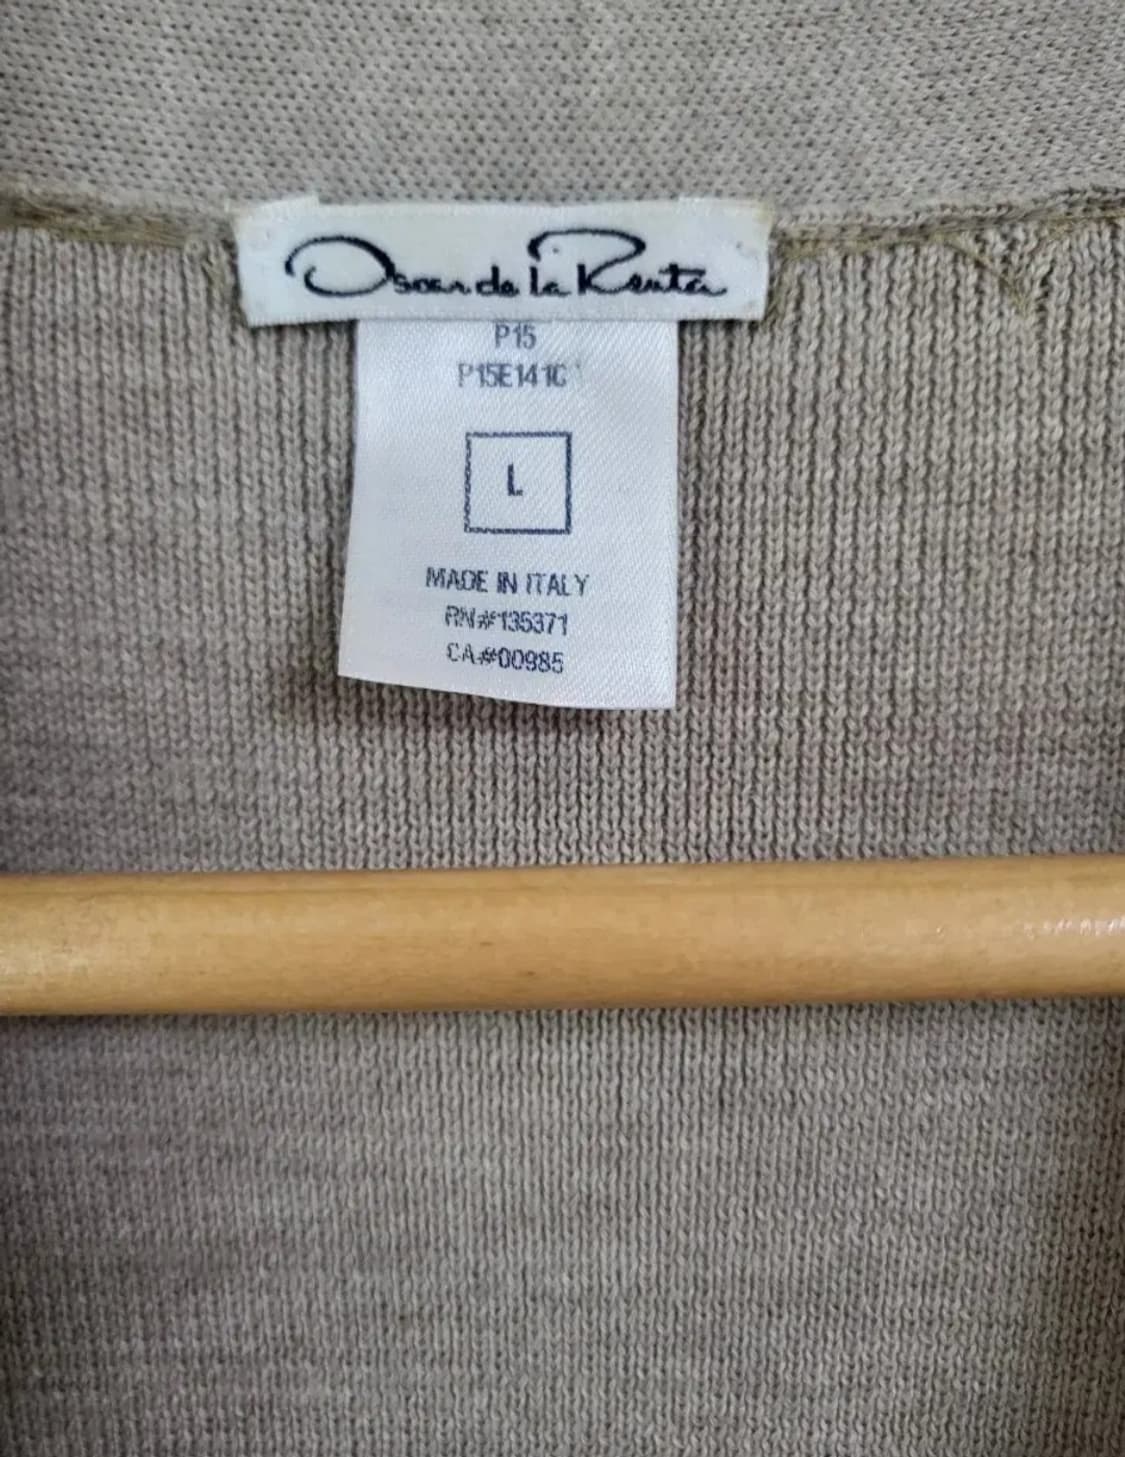 Oscar de la Renta
P15
P15E141C
L
MADE IN ITALY
RN#135371
CA#00985